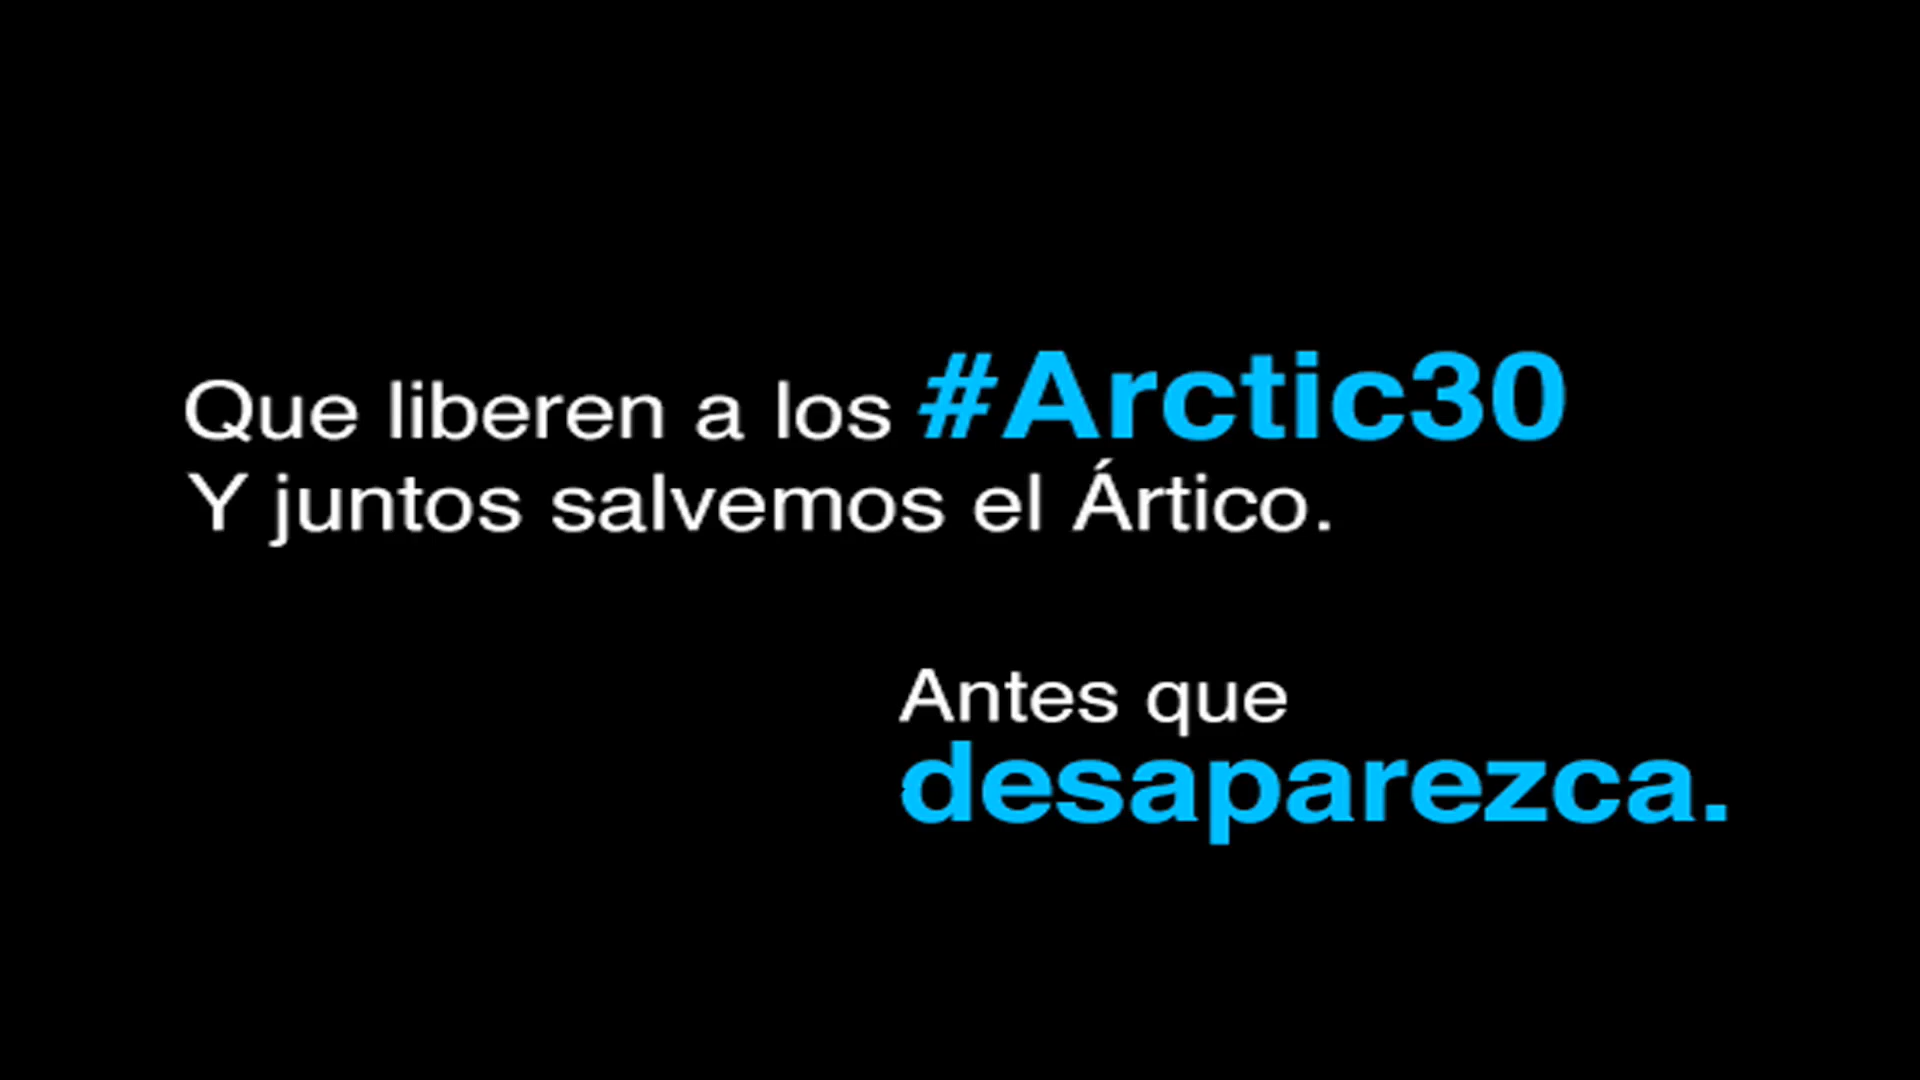 Que liberen a los #Arctic30
Y juntos salvemos el Ártico.
Antes que
desaparezca.